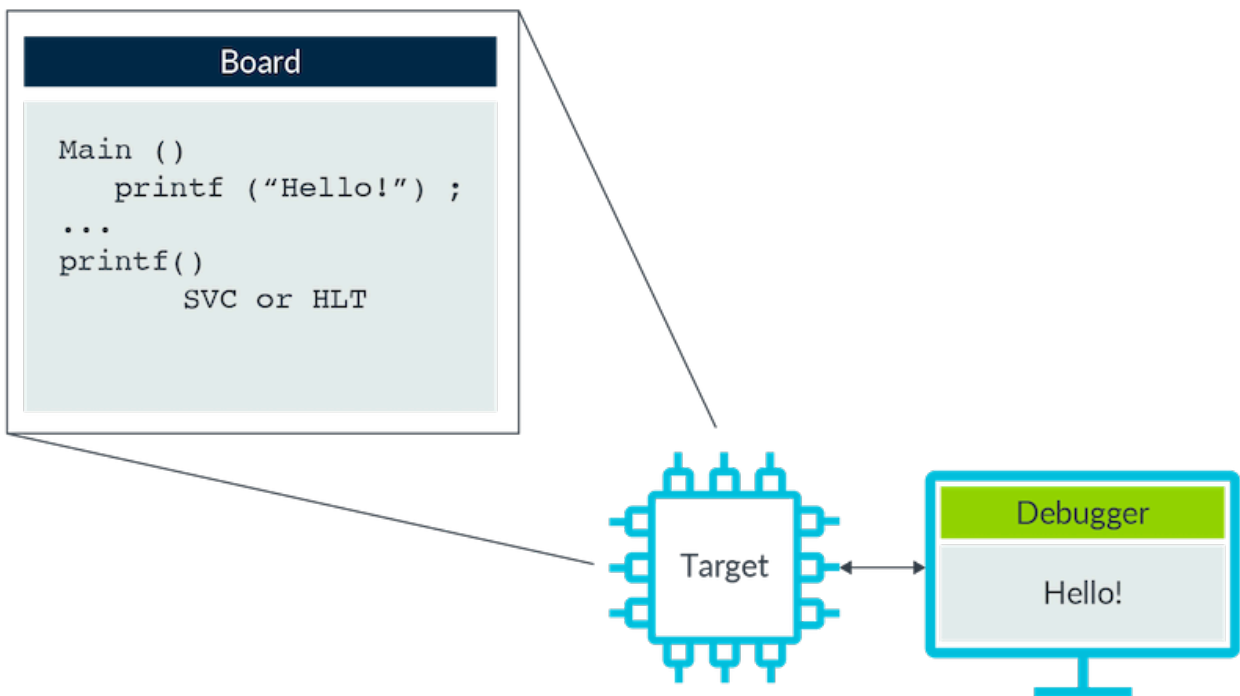 Board
Main ()
printf (“Hello!”) ;
...
printf()
SVC or HLT
Target
Debugger
Hello!